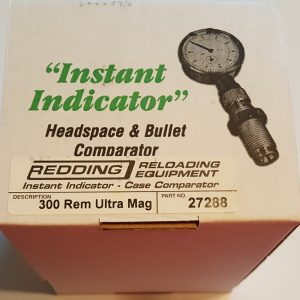 “Instant
Indicator”
Headspace & Bullet
Comparator
REDDING RELOADING
EQUIPMENT
Instant Indicator - Case Comparator
DESCRIPTION PART NO.
300 Rem Ultra Mag 27288